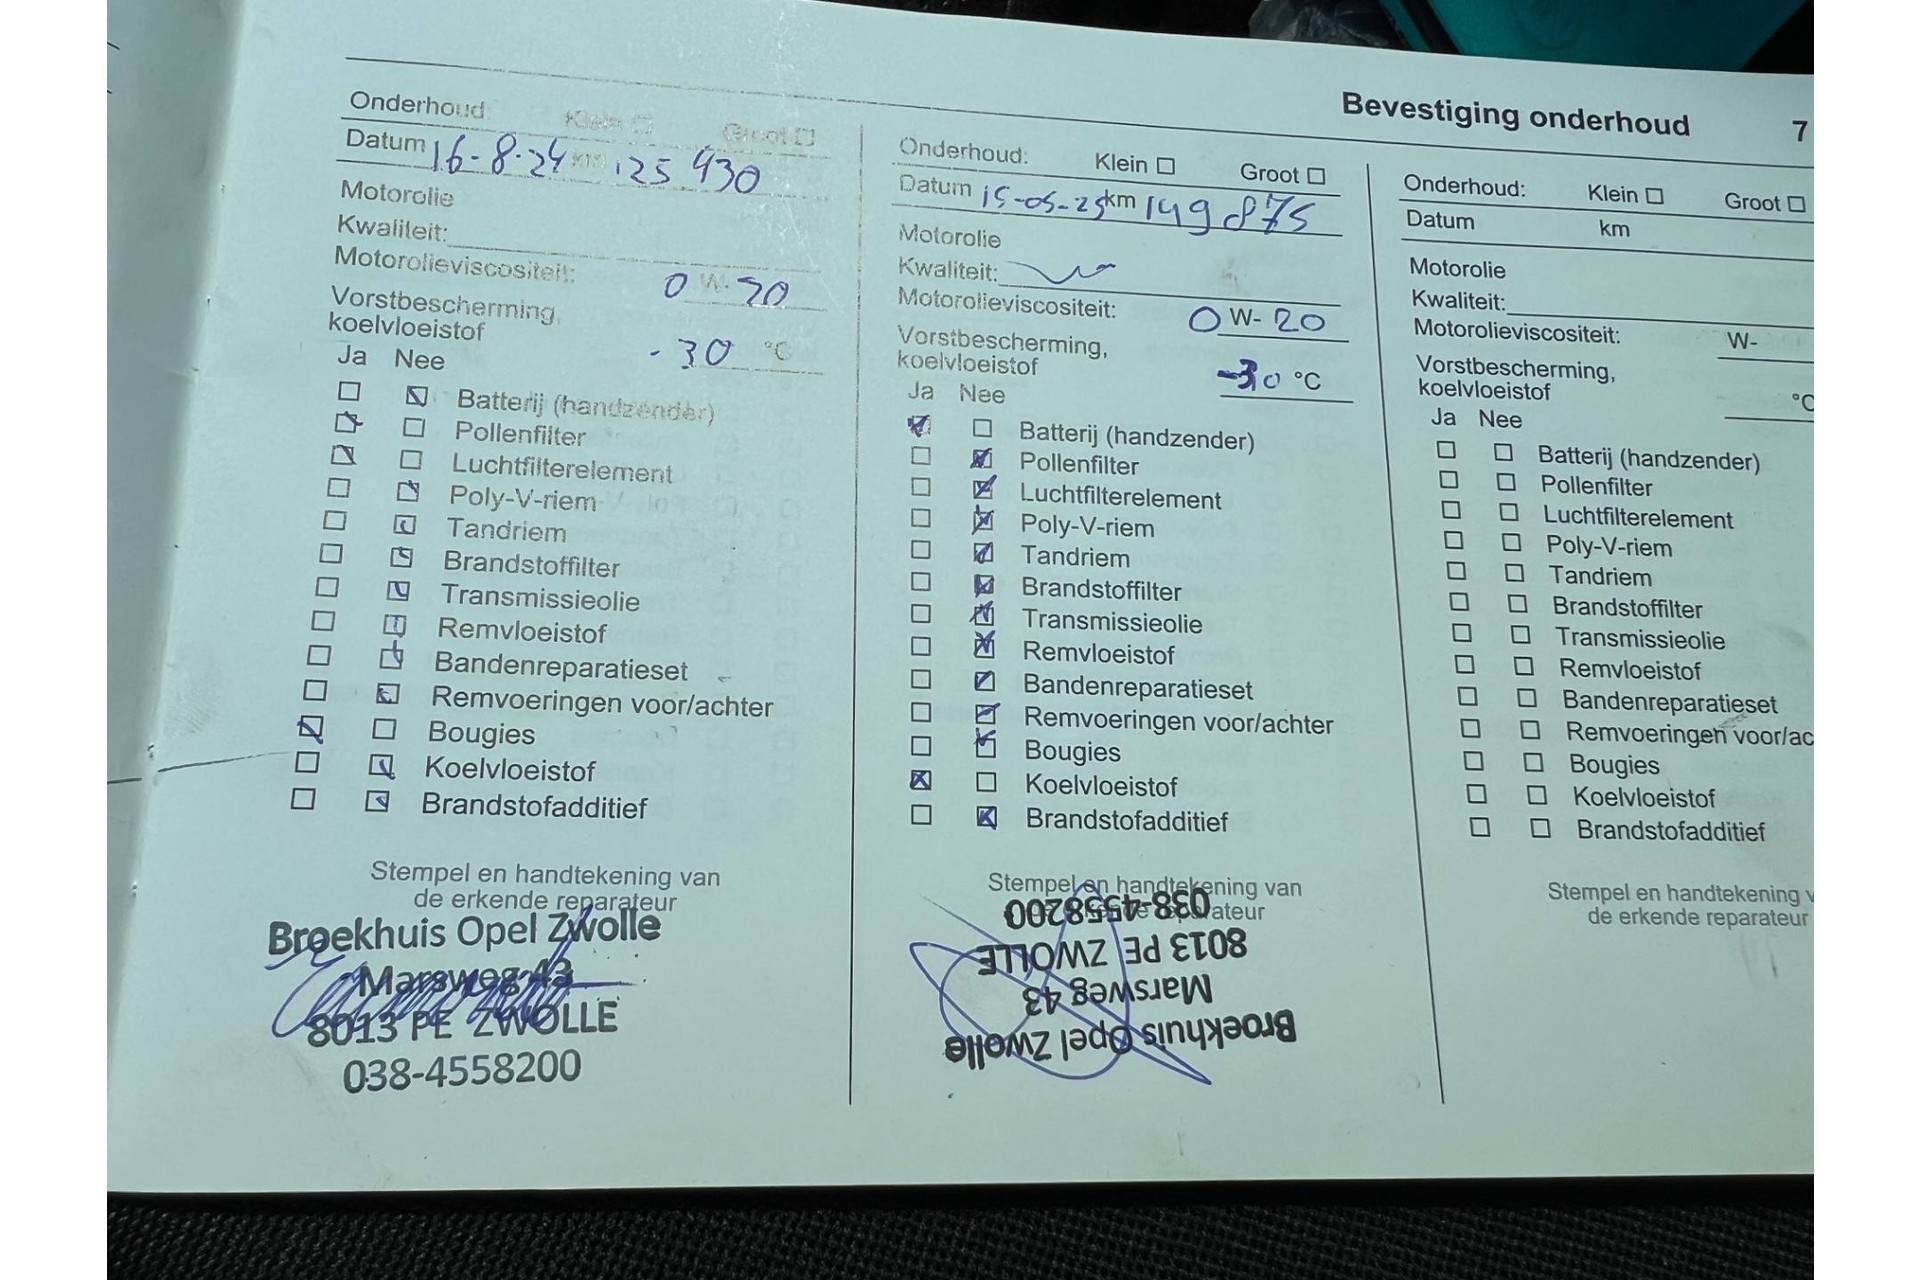 Bevestiging onderhoud 7
Onderhoud: Klein Groot
Datum 16-8-24 km 125 430
Motorolie
Kwaliteit:
Motorolieviscositeit: 0 W- 20
Vorstbescherming,
koelvloeistof -30 °C
Ja Nee
Batterij (handzender)
Pollenfilter
Luchtfilterelement
Poly-V-riem
Tandriem
Brandstoffilter
Transmissieolie
Remvloeistof
Bandenreparatieset
Remvoeringen voor/achter
Bougies
Koelvloeistof
Brandstofadditief
Stempel en handtekening van
de erkende reparateur
Broekhuis Opel Zwolle
Marsweg 43
8013 PE ZWOLLE
038-4558200
Onderhoud: Klein Groot
Datum 15-05-25 km 149 875
Motorolie
Kwaliteit:
Motorolieviscositeit: 0 W- 20
Vorstbescherming,
koelvloeistof -30 °C
Ja Nee
Batterij (handzender)
Pollenfilter
Luchtfilterelement
Poly-V-riem
Tandriem
Brandstoffilter
Transmissieolie
Remvloeistof
Bandenreparatieset
Remvoeringen voor/achter
Bougies
Koelvloeistof
Brandstofadditief
Stempel en handtekening van
de erkende reparateur
Broekhuis Opel Zwolle
Marsweg 43
8013 PE ZWOLLE
038-4558200
Onderhoud: Klein Groot
Datum km
Motorolie
Kwaliteit:
Motorolieviscositeit: W-
Vorstbescherming,
koelvloeistof °C
Ja Nee
Batterij (handzender)
Pollenfilter
Luchtfilterelement
Poly-V-riem
Tandriem
Brandstoffilter
Transmissieolie
Remvloeistof
Bandenreparatieset
Remvoeringen voor/ac
Bougies
Koelvloeistof
Brandstofadditief
Stempel en handtekening v
de erkende reparateur